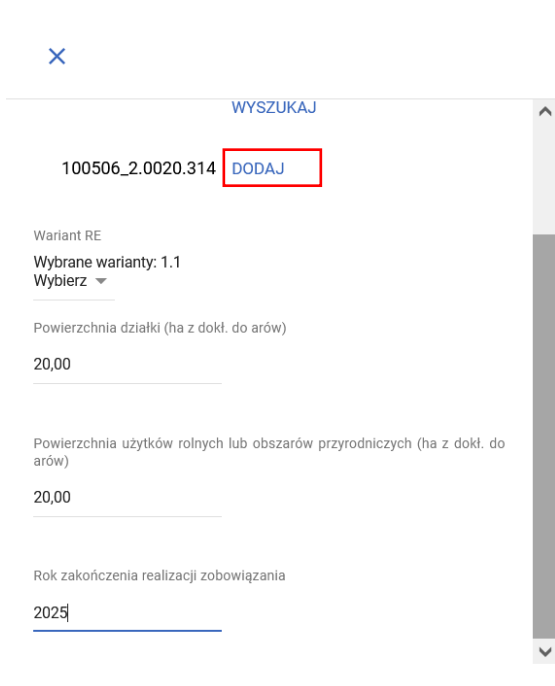 WYSZUKAJ
100506_2.0020.314 DODAJ
Wariant RE
Wybrane warianty: 1.1
Wybierz
Powierzchnia działki (ha z dokł. do arów)
20,00
Powierzchnia użytków rolnych lub obszarów przyrodniczych (ha z dokł. do
arów)
20,00
Rok zakończenia realizacji zobowiązania
2025